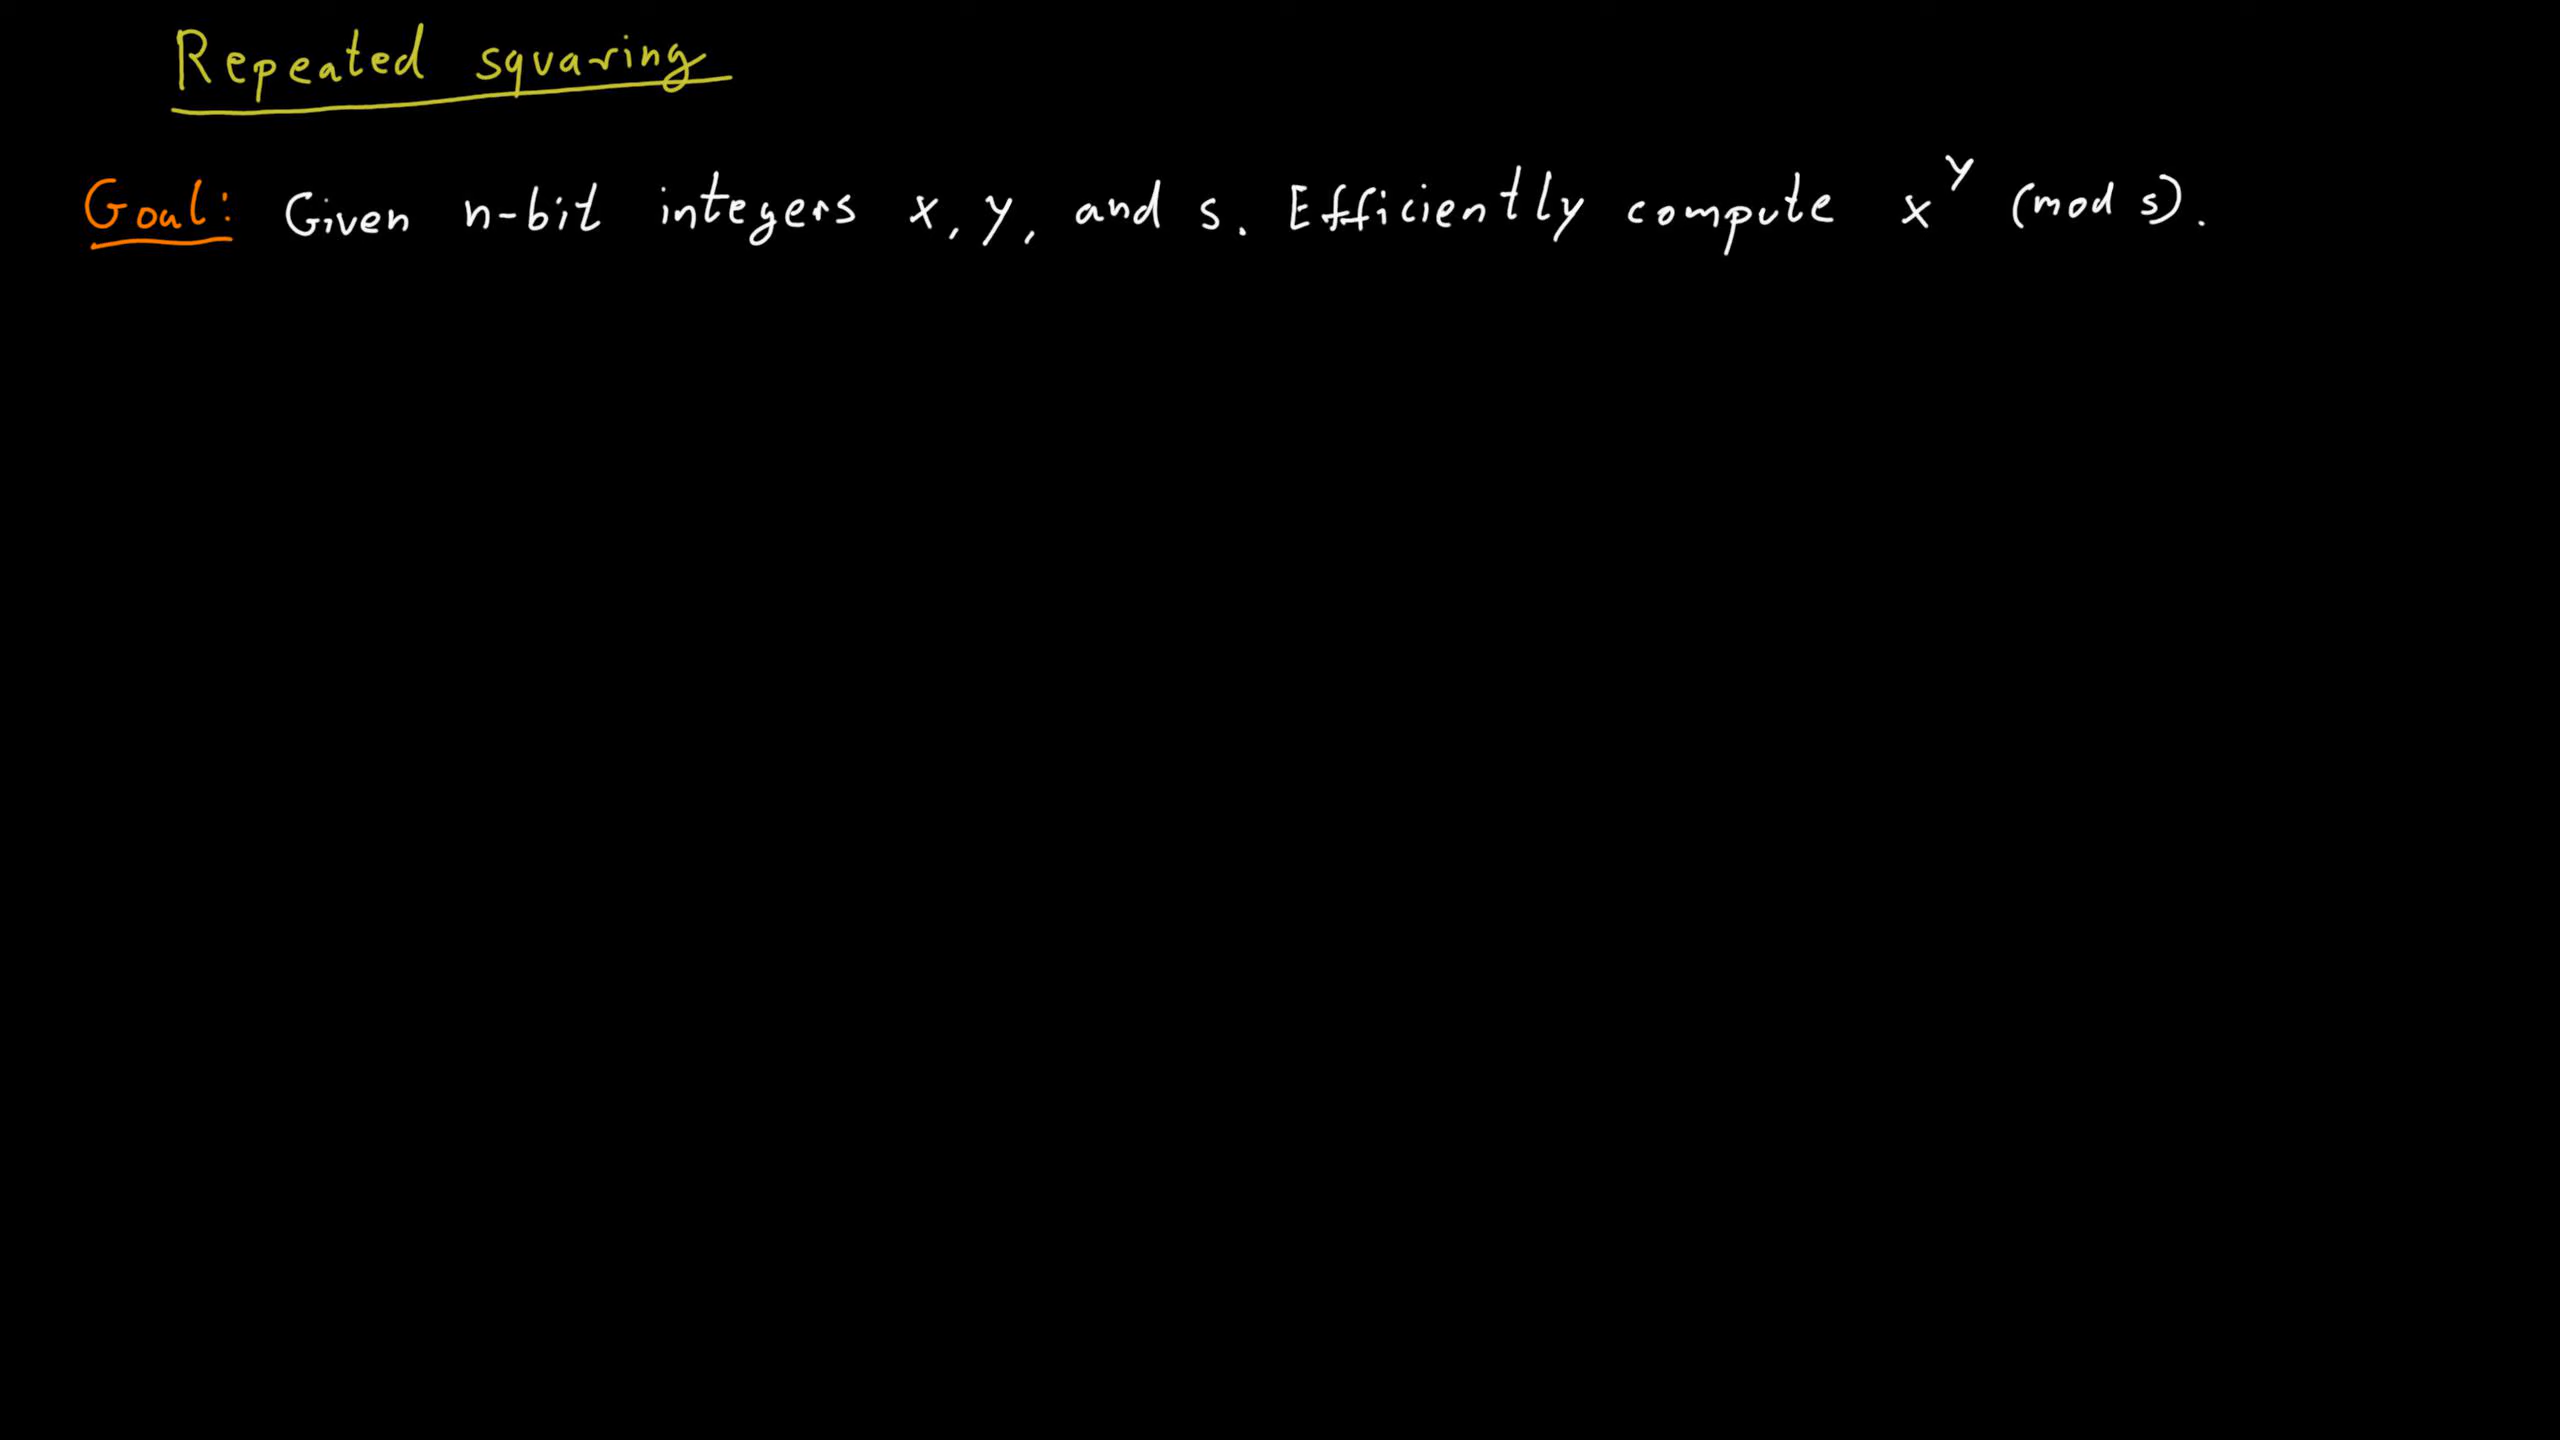 Repeated squaring
Goal: Given n-bit integers x, y, and s. Efficiently compute x^y (mod s).